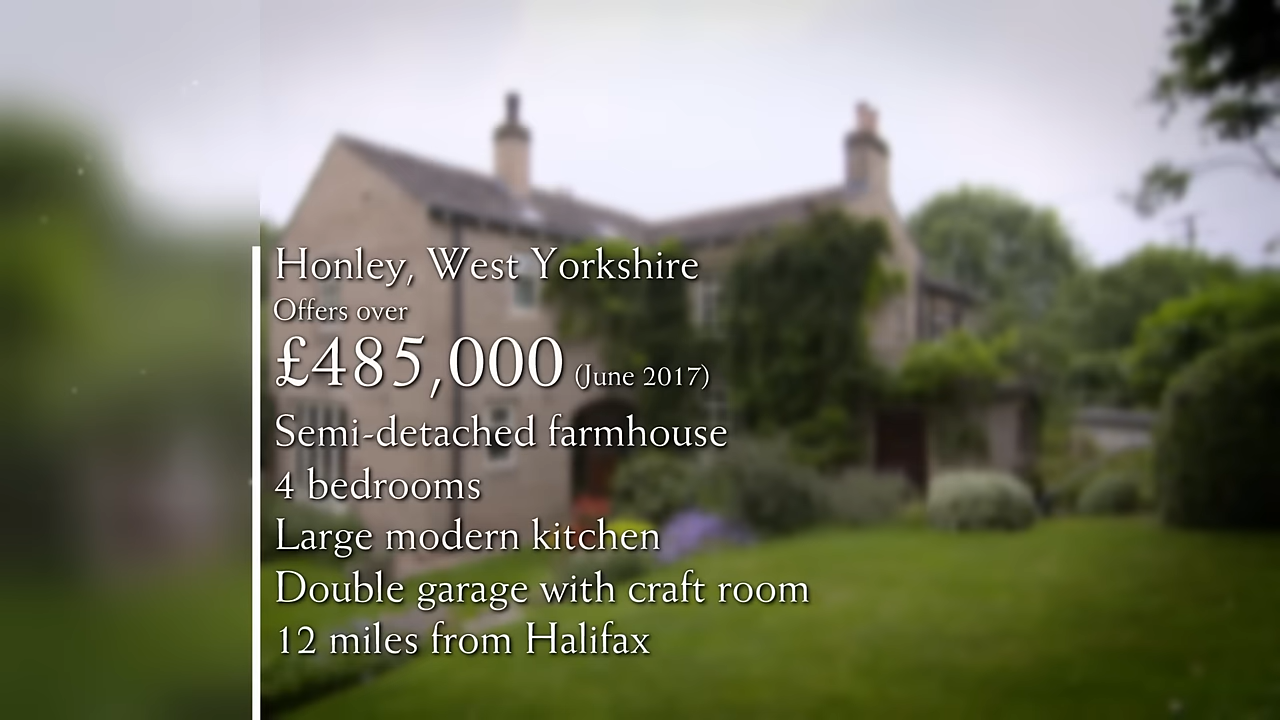 Honley, West Yorkshire
Offers over
£485,000 (June 2017)
Semi-detached farmhouse
4 bedrooms
Large modern kitchen
Double garage with craft room
12 miles from Halifax